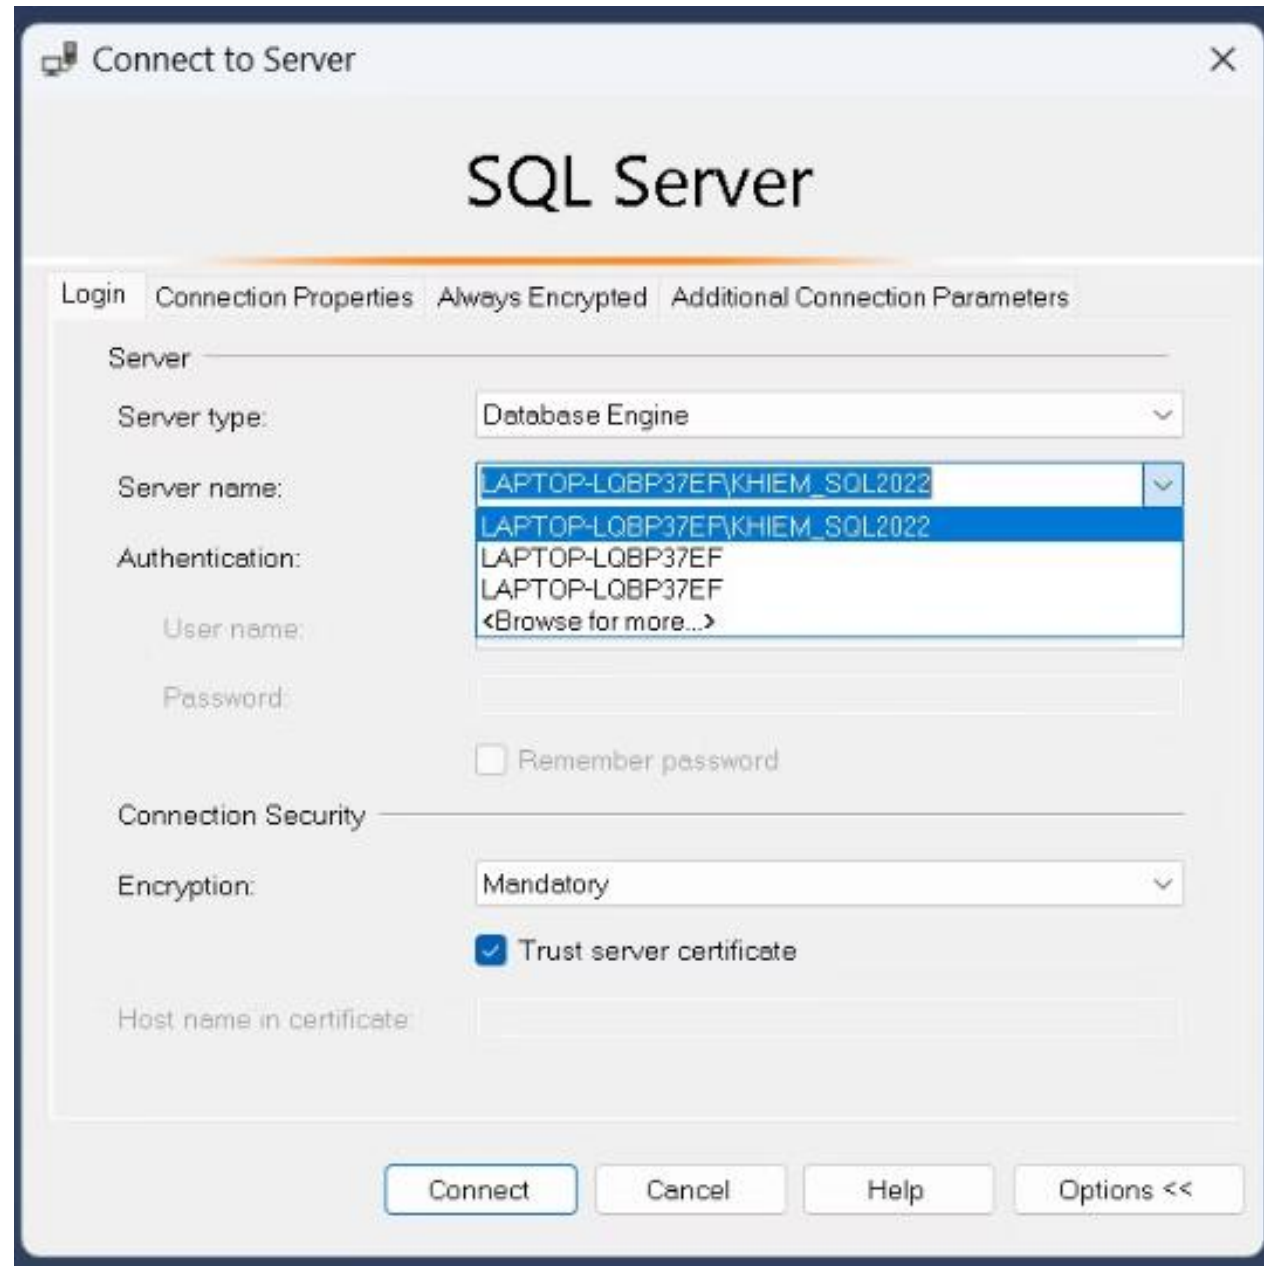 Connect to Server
SQL Server
Login Connection Properties Always Encrypted Additional Connection Parameters
Server
Server type: Database Engine
Server name: LAPTOP-LQBP37EF\KHIEM_SQL2022
LAPTOP-LQBP37EF\KHIEM_SQL2022
Authentication: LAPTOP-LQBP37EF
LAPTOP-LQBP37EF
User name: <Browse for more...>
Password:
Remember password
Connection Security
Encryption: Mandatory
Trust server certificate
Host name in certificate:
Connect Cancel Help Options <<